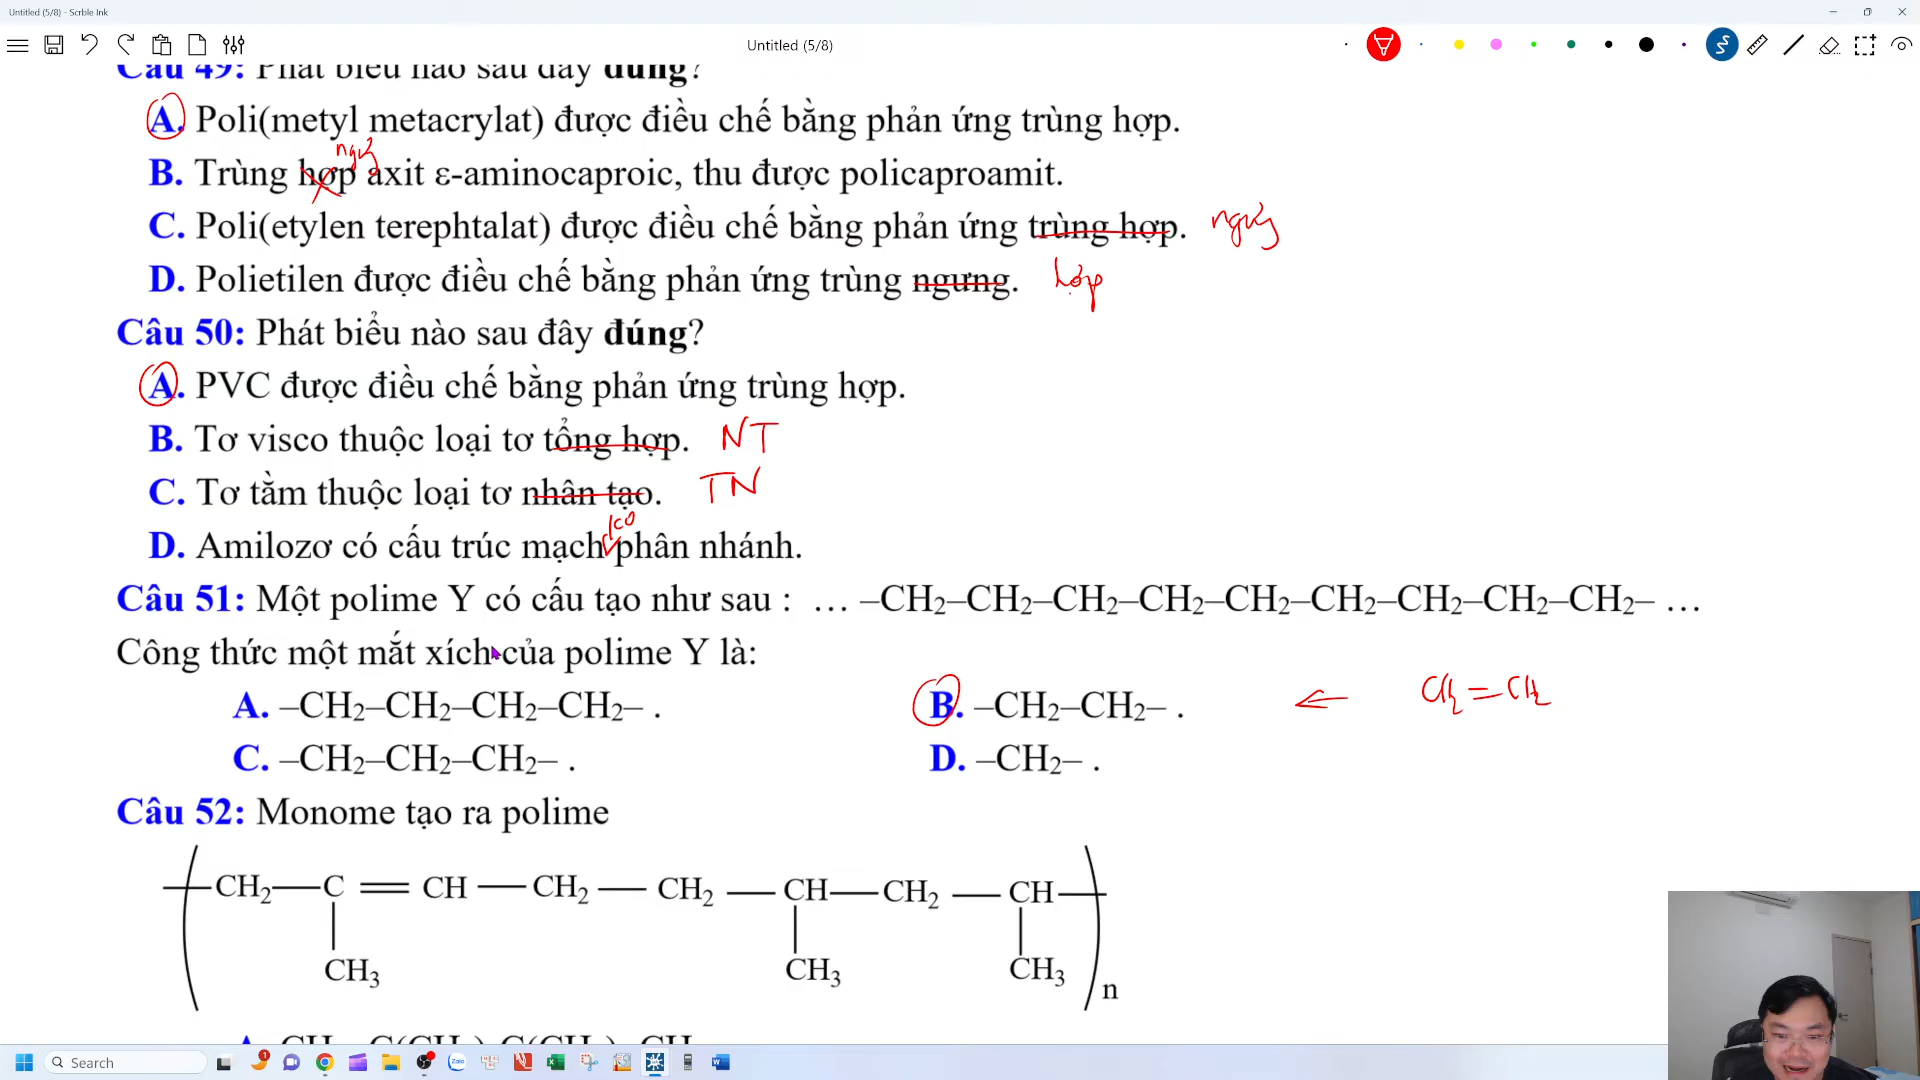 Untitled (5/8) - Scrble Ink
Untitled (5/8)
Câu 49: Phát biểu nào sau đây đúng?
A. Poli(metyl metacrylat) được điều chế bằng phản ứng trùng hợp.
ngưng
B. Trùng hợp axit ε-aminocaproic, thu được policaproamit.
C. Poli(etylen terephtalat) được điều chế bằng phản ứng trùng hợp. ngưng
D. Polietilen được điều chế bằng phản ứng trùng ngưng. hợp
Câu 50: Phát biểu nào sau đây đúng?
A. PVC được điều chế bằng phản ứng trùng hợp.
B. Tơ visco thuộc loại tơ tổng hợp. NT
C. Tơ tằm thuộc loại tơ nhân tạo. TN
D. Amilozơ có cấu trúc mạch phân nhánh.
Câu 51: Một polime Y có cấu tạo như sau : … –CH2–CH2–CH2–CH2–CH2–CH2–CH2–CH2–CH2– …
Công thức một mắt xích của polime Y là:
A. –CH2–CH2–CH2–CH2– . B. –CH2–CH2– . ← CH2=CH2
C. –CH2–CH2–CH2– . D. –CH2– .
Câu 52: Monome tạo ra polime
CH2—C=CH—CH2—CH2—CH—CH2—CH
CH3 CH3 CH3
n
Search
1
Zalo